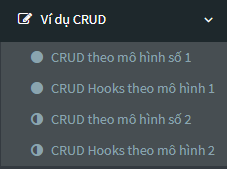 Ví dụ CRUD
CRUD theo mô hình số 1
CRUD Hooks theo mô hình 1
CRUD theo mô hình số 2
CRUD Hooks theo mô hình 2